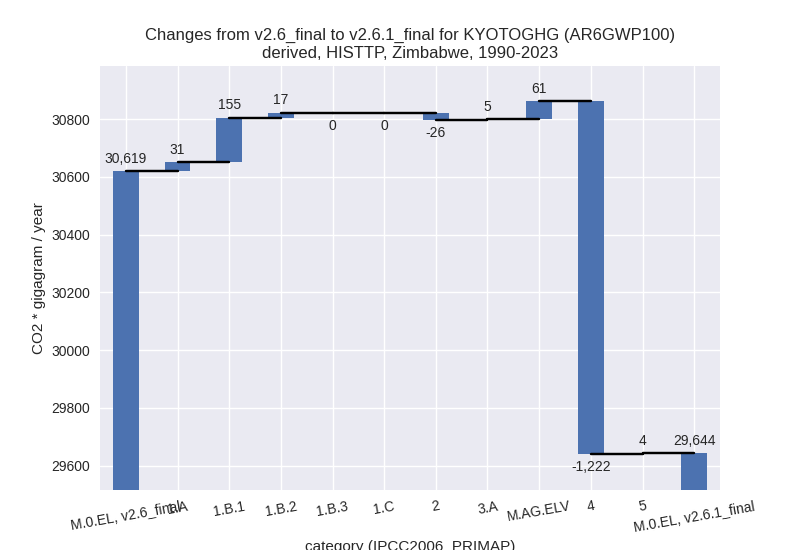 Changes from v2.6_final to v2.6.1_final for KYOTOGHG (AR6GWP100)
derived, HISTTP, Zimbabwe, 1990-2023
CO2 * gigagram / year
30800
30600
30400
30200
30000
29800
29600
30,619
31
155
17
0
0
-26
5
61
-1,222
4
29,644
M.0.EL, v2.6_final
1.A
1.B.1
1.B.2
1.B.3
1.C
2
3.A
M.AG.ELV
4
5
M.0.EL, v2.6.1_final
category (IPCC2006_PRIMAP)